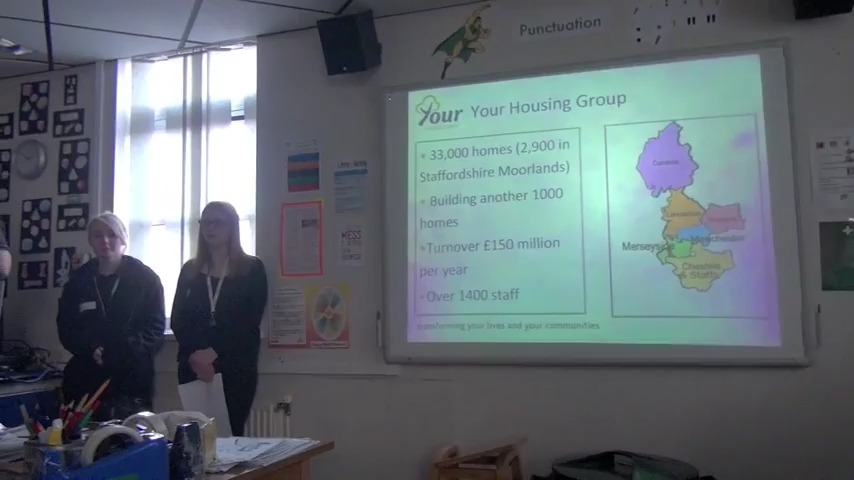 Punctuation
Your Your Housing Group
33,000 homes (2,900 in
Staffordshire Moorlands)
Building another 1000
homes
Turnover £150 million
per year
Over 1400 staff
Cumbria
Lancashire
Merseyside
Manchester
Cheshire
& Staffs
transforming your lives and your communities
MESS